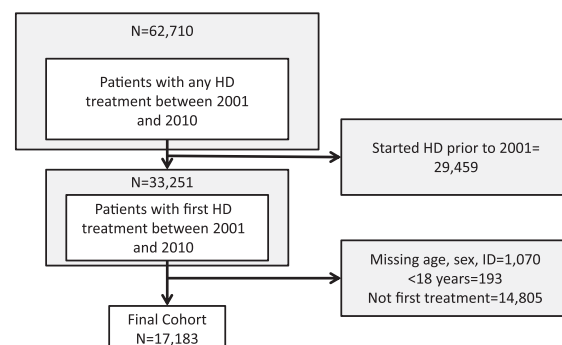 N=62,710
Patients with any HD
treatment between 2001
and 2010
Started HD prior to 2001=
29,459
N=33,251
Patients with first HD
treatment between 2001
and 2010
Missing age, sex, ID=1,070
<18 years=193
Not first treatment=14,805
Final Cohort
N=17,183